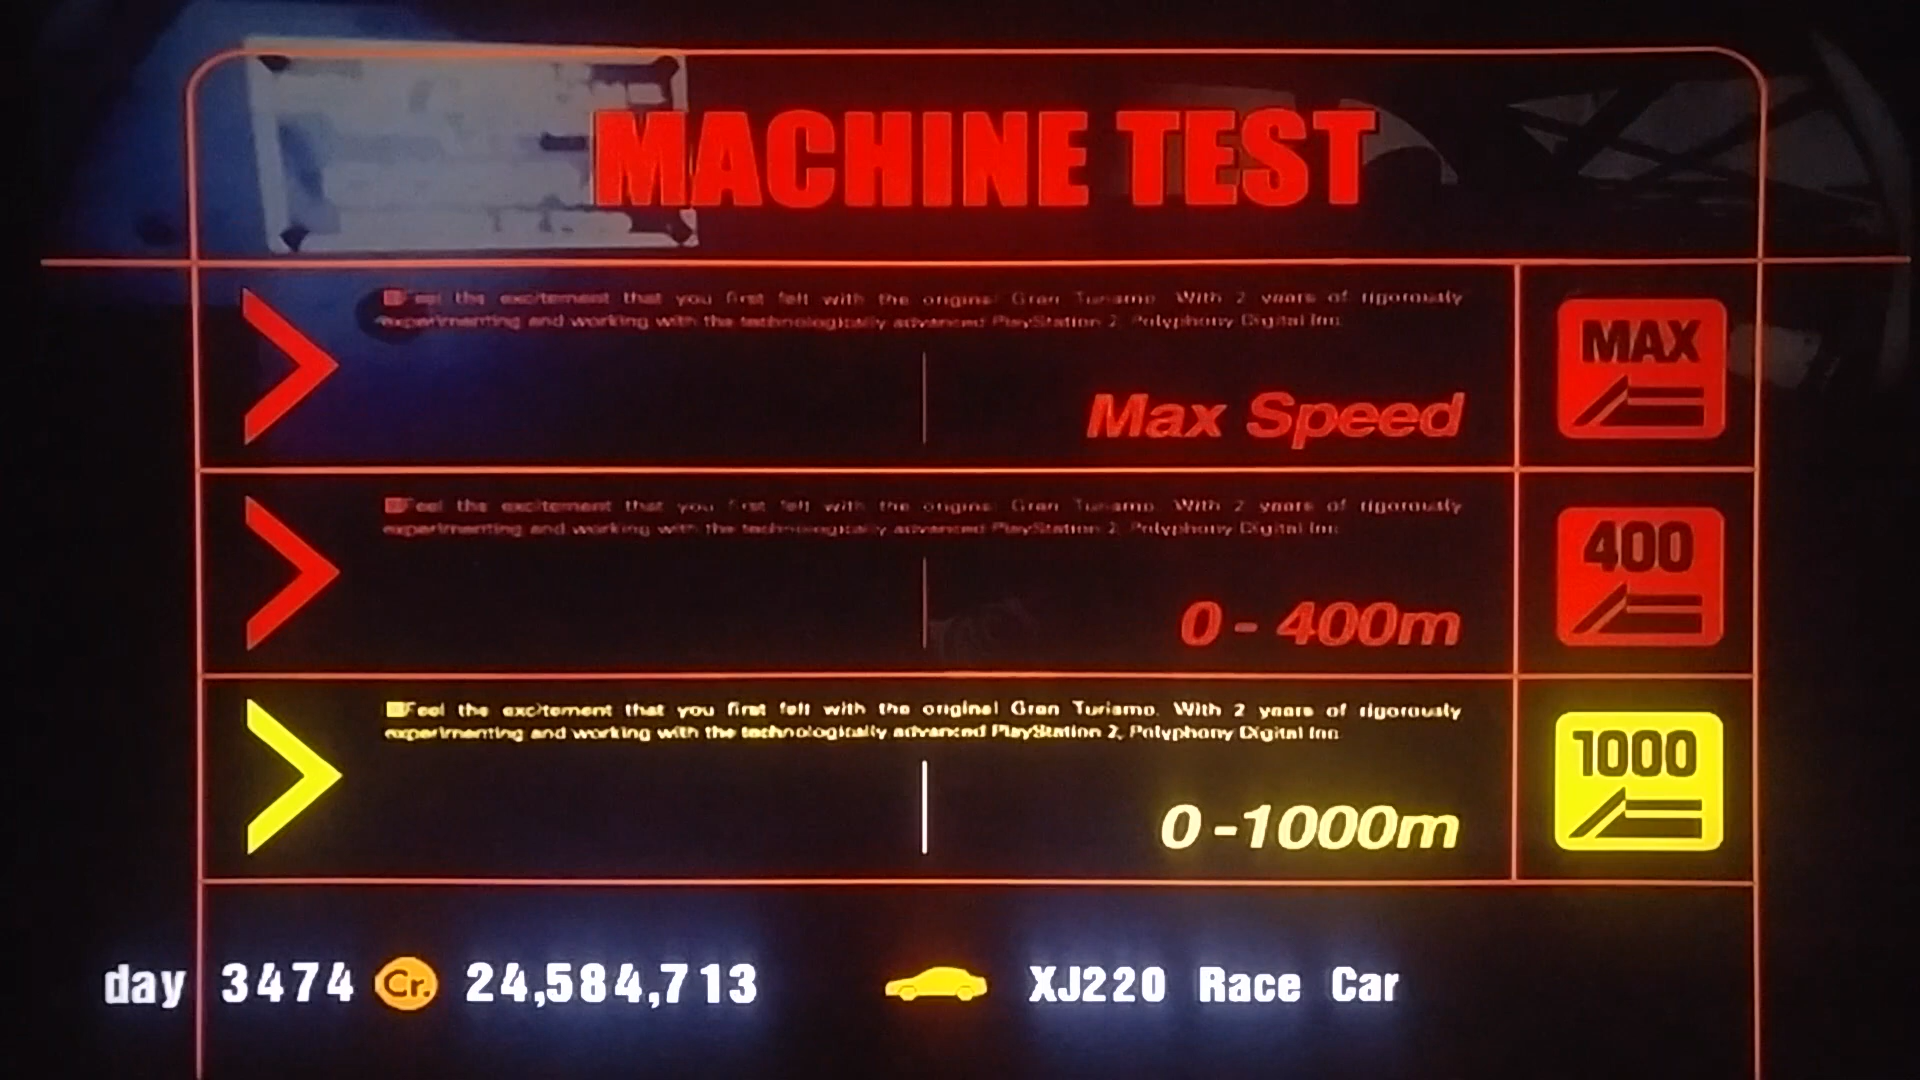 MACHINE TEST
Feel the excitement that you first felt with the original Gran Turismo. With 2 years of rigorously
experimenting and working with the technologically advanced PlayStation 2, Polyphony Digital Inc.
Max Speed
MAX
Feel the excitement that you first felt with the original Gran Turismo. With 2 years of rigorously
experimenting and working with the technologically advanced PlayStation 2, Polyphony Digital Inc.
0 - 400m
400
Feel the excitement that you first felt with the original Gran Turismo. With 2 years of rigorously
experimenting and working with the technologically advanced PlayStation 2, Polyphony Digital Inc.
0 -1000m
1000
day 3474 Cr. 24,584,713 XJ220 Race Car